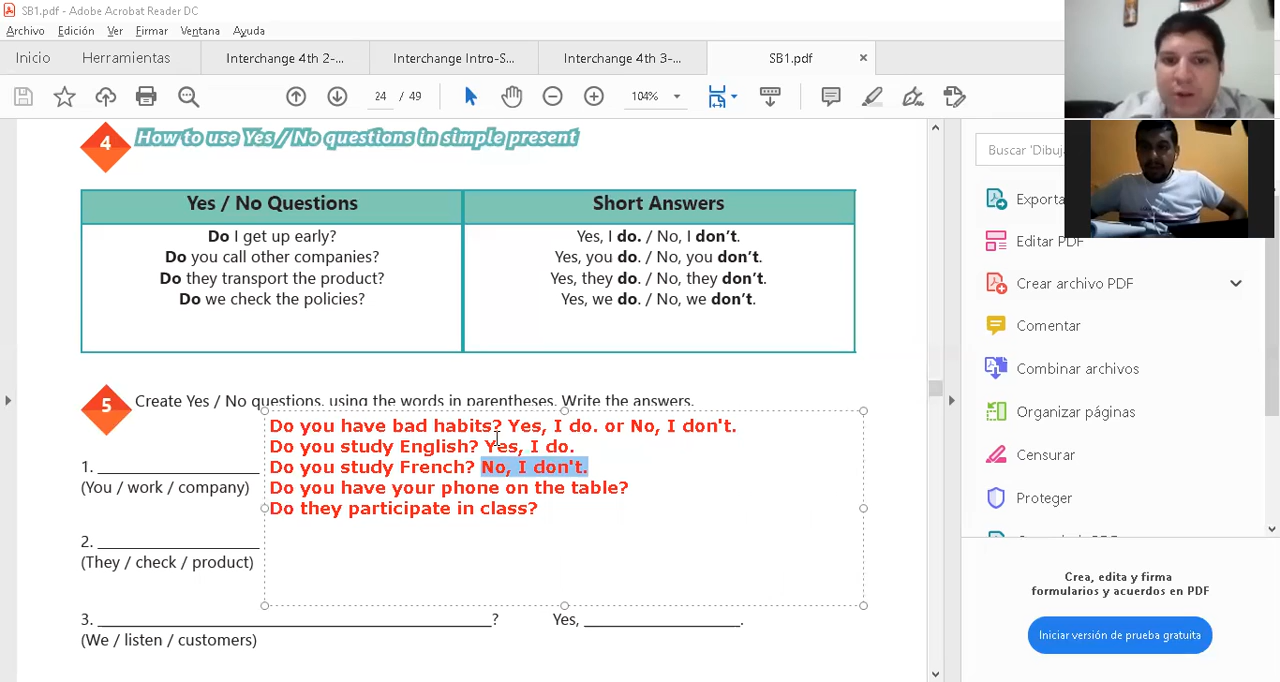 SB1.pdf - Adobe Acrobat Reader DC
Archivo Edición Ver Firmar Ventana Ayuda
Inicio Herramientas Interchange 4th 2-... Interchange Intro-S... Interchange 4th 3-... SB1.pdf
24 / 49 104%
4 How to use Yes / No questions in simple present
Buscar 'Dibuj
Yes / No Questions Short Answers
Do I get up early? Yes, I do. / No, I don't.
Do you call other companies? Yes, you do. / No, you don't.
Do they transport the product? Yes, they do. / No, they don't.
Do we check the policies? Yes, we do. / No, we don't.
5 Create Yes / No questions, using the words in parentheses. Write the answers.
Do you have bad habits? Yes, I do. or No, I don't.
Do you study English? Yes, I do.
Do you study French? No, I don't.
Do you have your phone on the table?
Do they participate in class?
1. ____________________
(You / work / company)
2. ____________________
(They / check / product)
3. ________________________________________________? Yes, ___________________.
(We / listen / customers)
Exporta
Editar PDF
Crear archivo PDF
Comentar
Combinar archivos
Organizar páginas
Censurar
Proteger
Crea, edita y firma
formularios y acuerdos en PDF
Iniciar versión de prueba gratuita